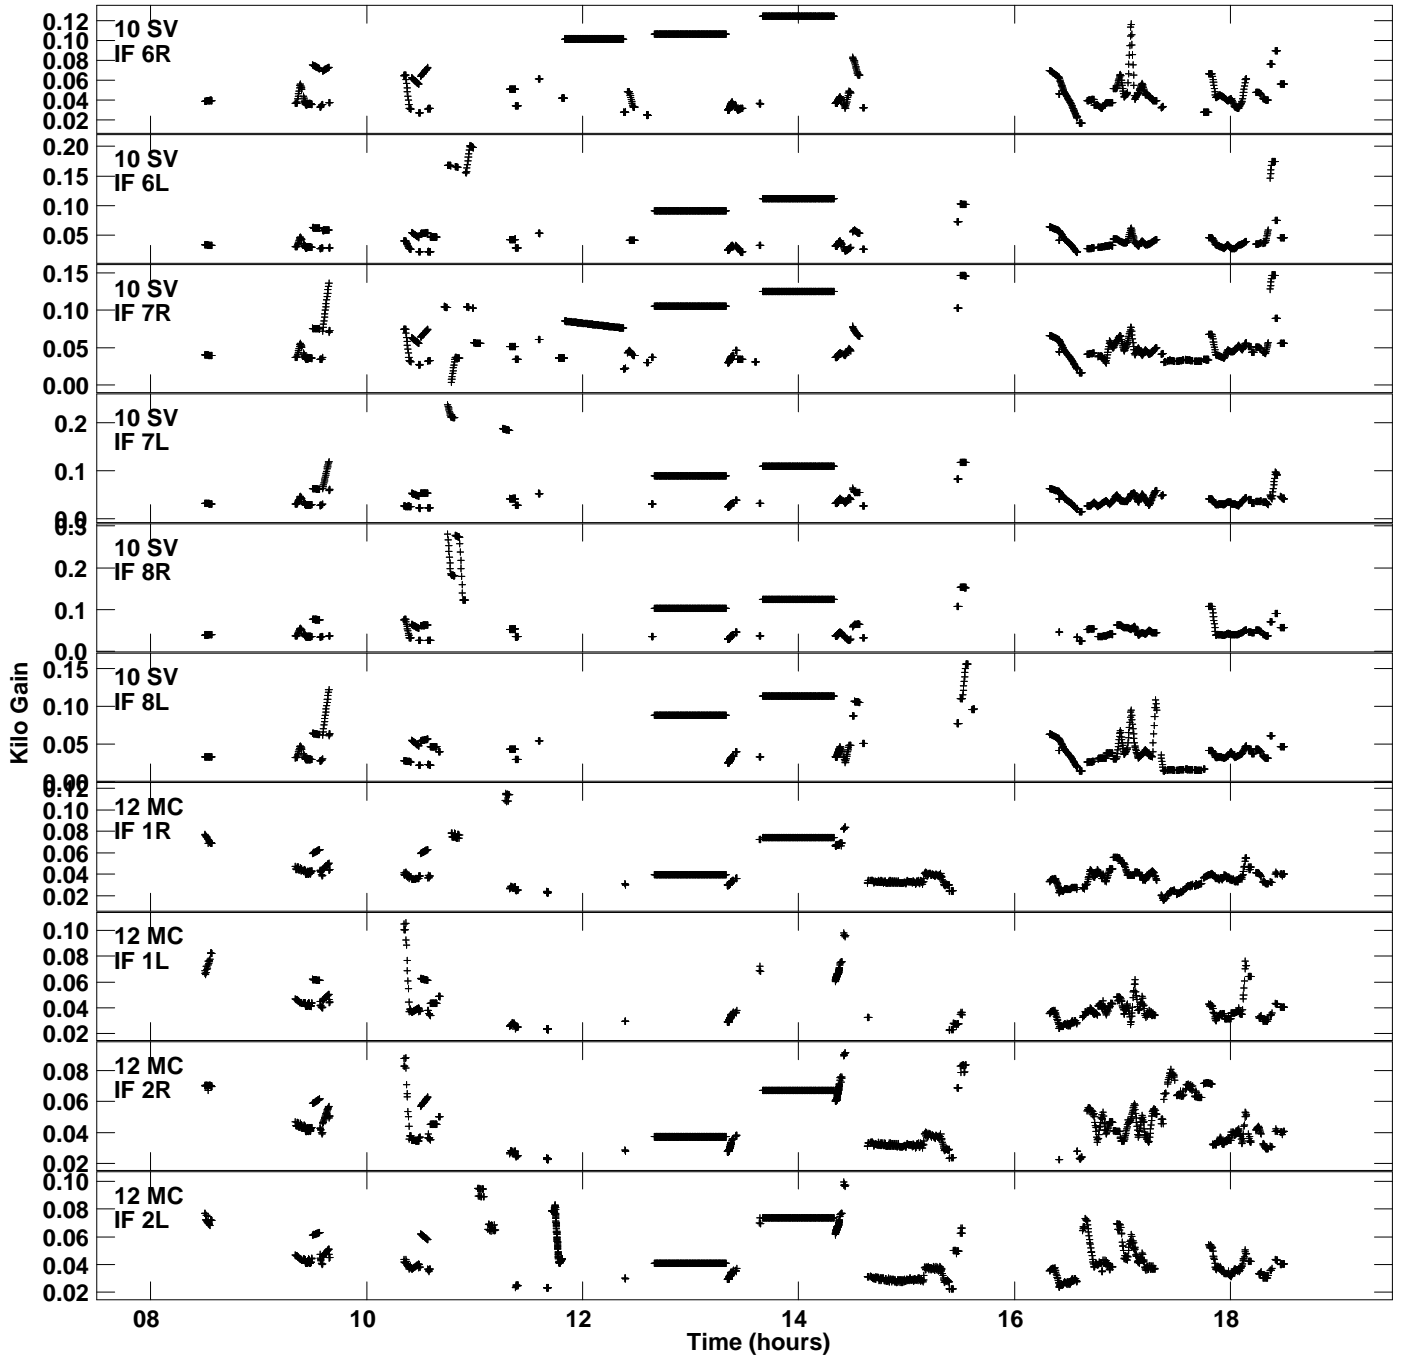 Kilo Gain
10 SV
IF 6R
0.12
0.10
0.08
0.06
0.04
0.02
10 SV
IF 6L
0.20
0.15
0.10
0.05
10 SV
IF 7R
0.15
0.10
0.05
0.00
10 SV
IF 7L
0.2
0.1
0.0
10 SV
IF 8R
0.3
0.2
0.1
0.0
10 SV
IF 8L
0.15
0.10
0.05
0.00
12 MC
IF 1R
0.12
0.10
0.08
0.06
0.04
0.02
12 MC
IF 1L
0.10
0.08
0.06
0.04
0.02
12 MC
IF 2R
0.08
0.06
0.04
0.02
12 MC
IF 2L
0.10
0.08
0.06
0.04
0.02
08 10 12 14 16 18
Time (hours)